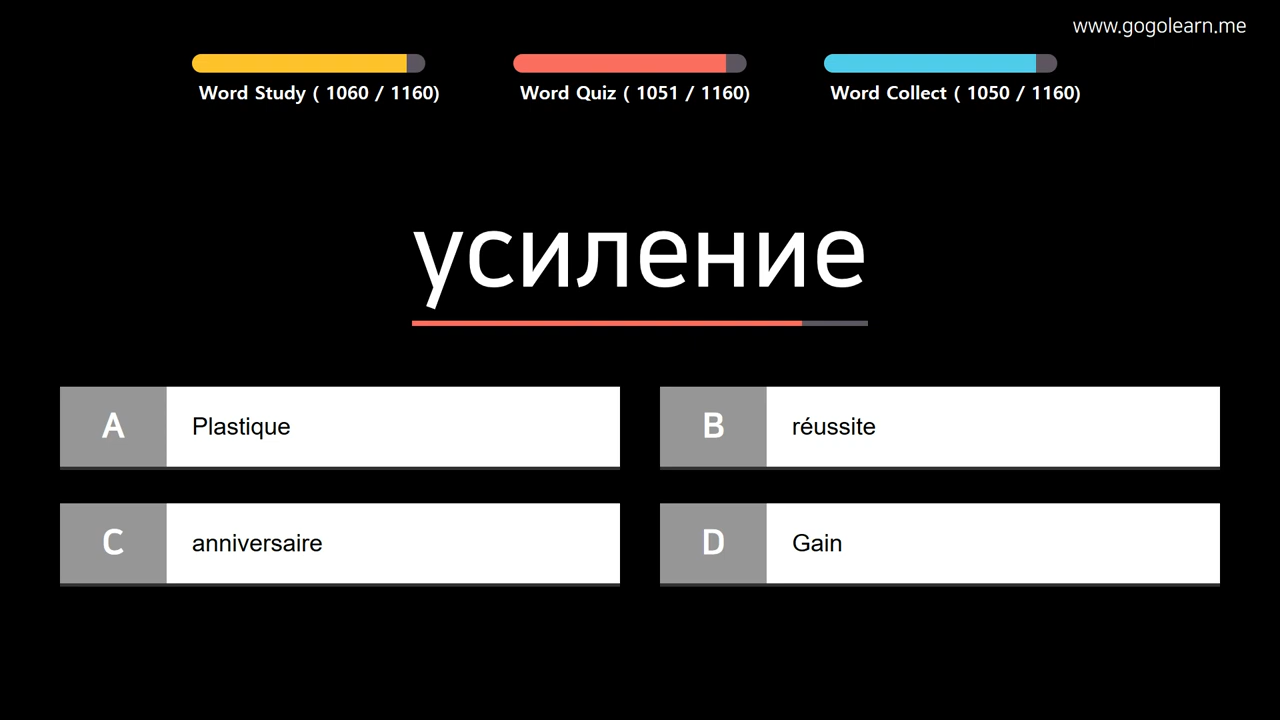 www.gogolearn.me
Word Study ( 1060 / 1160)
Word Quiz ( 1051 / 1160)
Word Collect ( 1050 / 1160)
усиление
A Plastique
B réussite
C anniversaire
D Gain